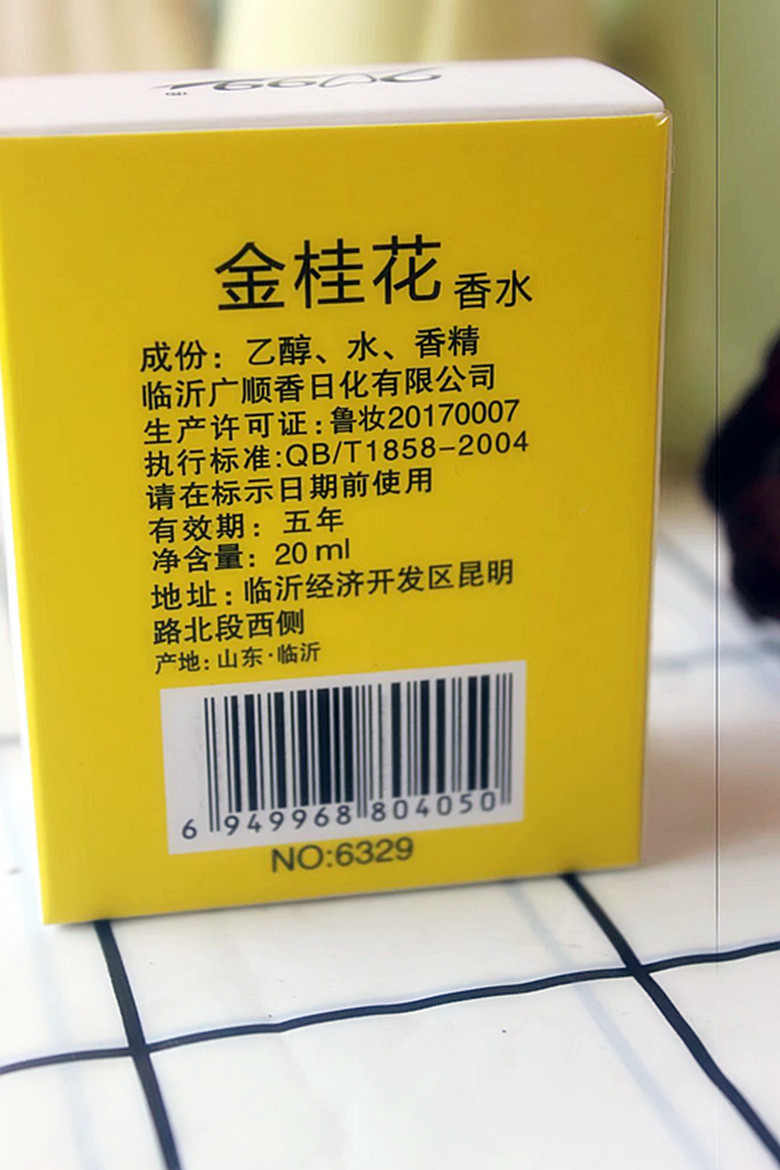 金桂花 香水
成份：乙醇、水、香精
临沂广顺香日化有限公司
生产许可证：鲁妆20170007
执行标准:QB/T1858-2004
请在标示日期前使用
有效期：五年
净含量：20ml
地址：临沂经济开发区昆明
路北段西侧
产地：山东·临沂
6 949968 804050
NO:6329